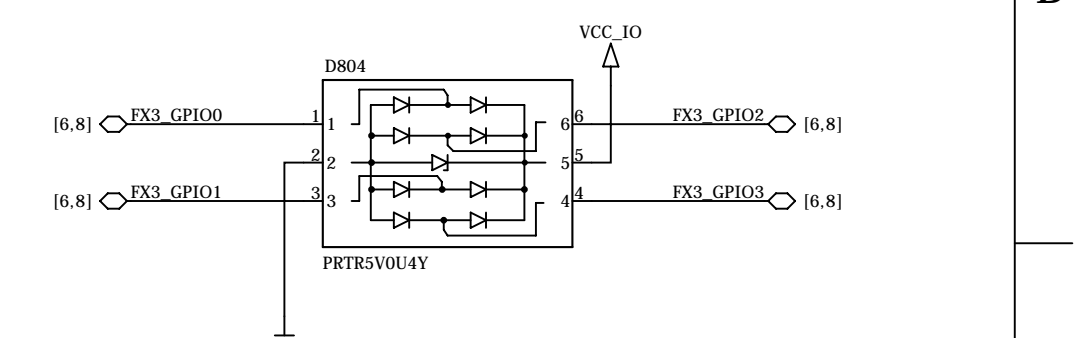 VCC_IO
D804
[6,8] FX3_GPIO0 1 1 6 6 FX3_GPIO2 [6,8]
2 2 5 5
[6,8] FX3_GPIO1 3 3 4 4 FX3_GPIO3 [6,8]
PRTR5V0U4Y